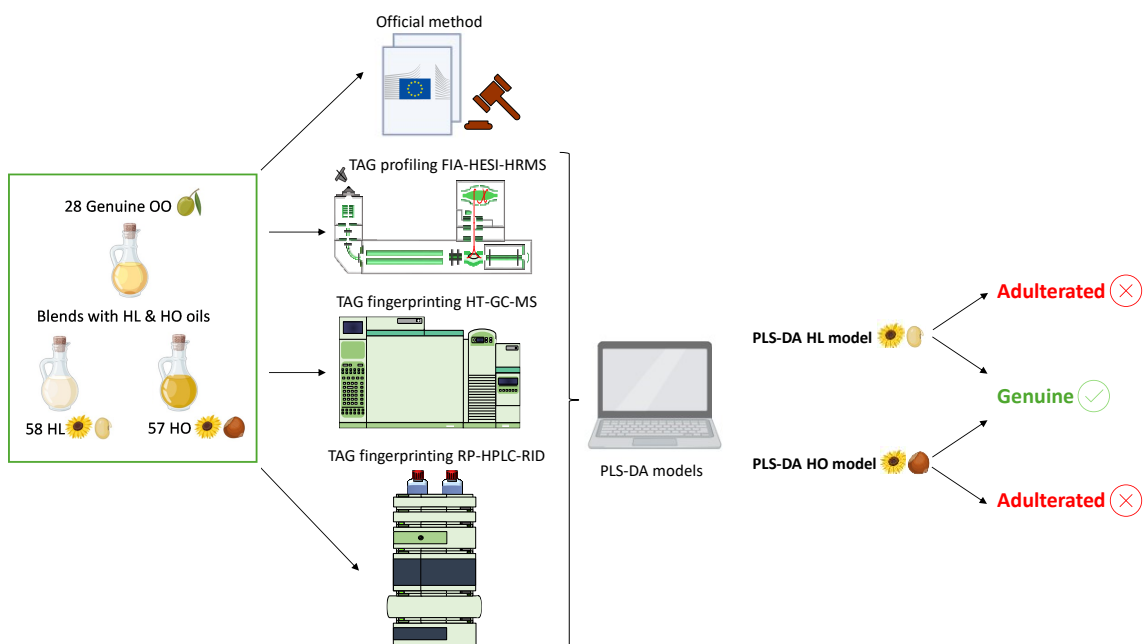 Official method
28 Genuine OO
Blends with HL & HO oils
58 HL
57 HO
TAG profiling FIA-HESI-HRMS
TAG fingerprinting HT-GC-MS
TAG fingerprinting RP-HPLC-RID
PLS-DA models
PLS-DA HL model
PLS-DA HO model
Adulterated
Genuine
Adulterated